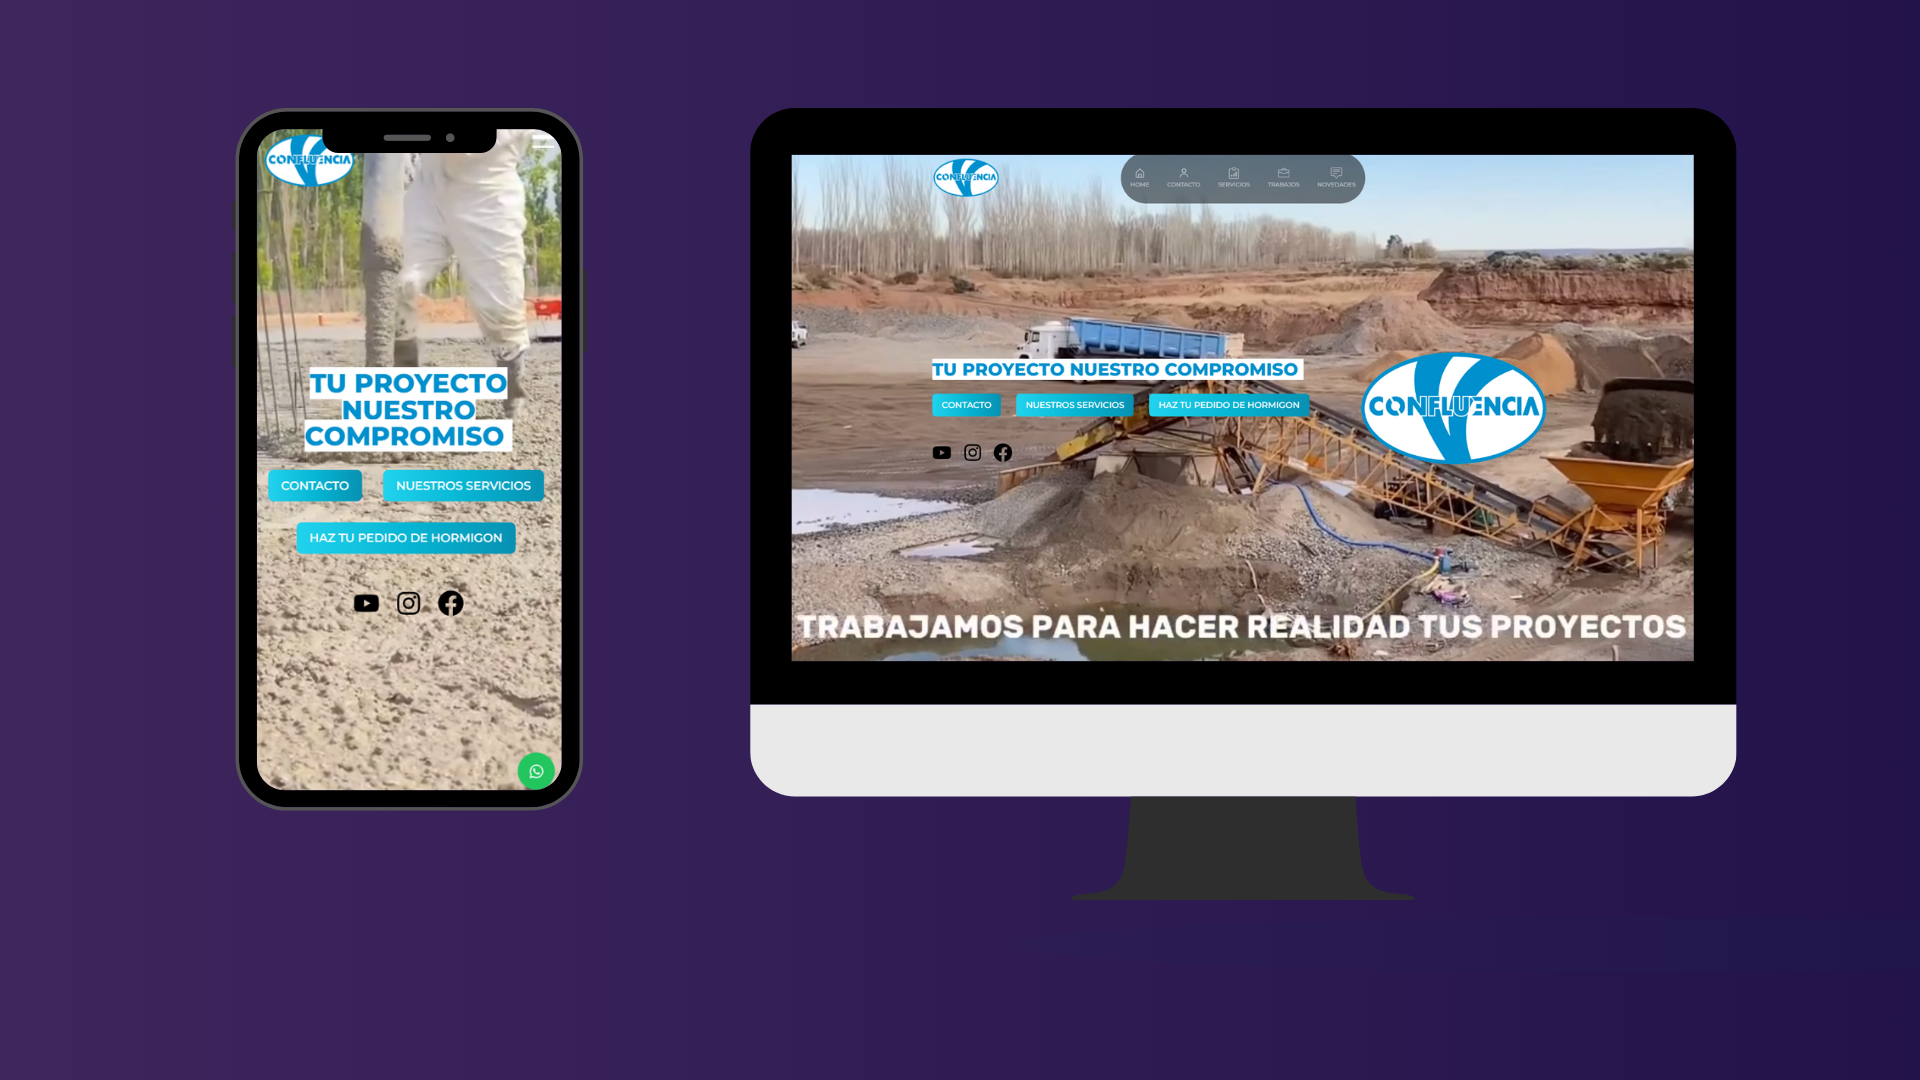 CONFLUENCIA
TU PROYECTO
NUESTRO
COMPROMISO
CONTACTO
NUESTROS SERVICIOS
HAZ TU PEDIDO DE HORMIGON
CONFLUENCIA
HOME
CONTACTO
SERVICIOS
TRABAJOS
NOVEDADES
TU PROYECTO NUESTRO COMPROMISO
CONTACTO
NUESTROS SERVICIOS
HAZ TU PEDIDO DE HORMIGON
CONFLUENCIA
TRABAJAMOS PARA HACER REALIDAD TUS PROYECTOS